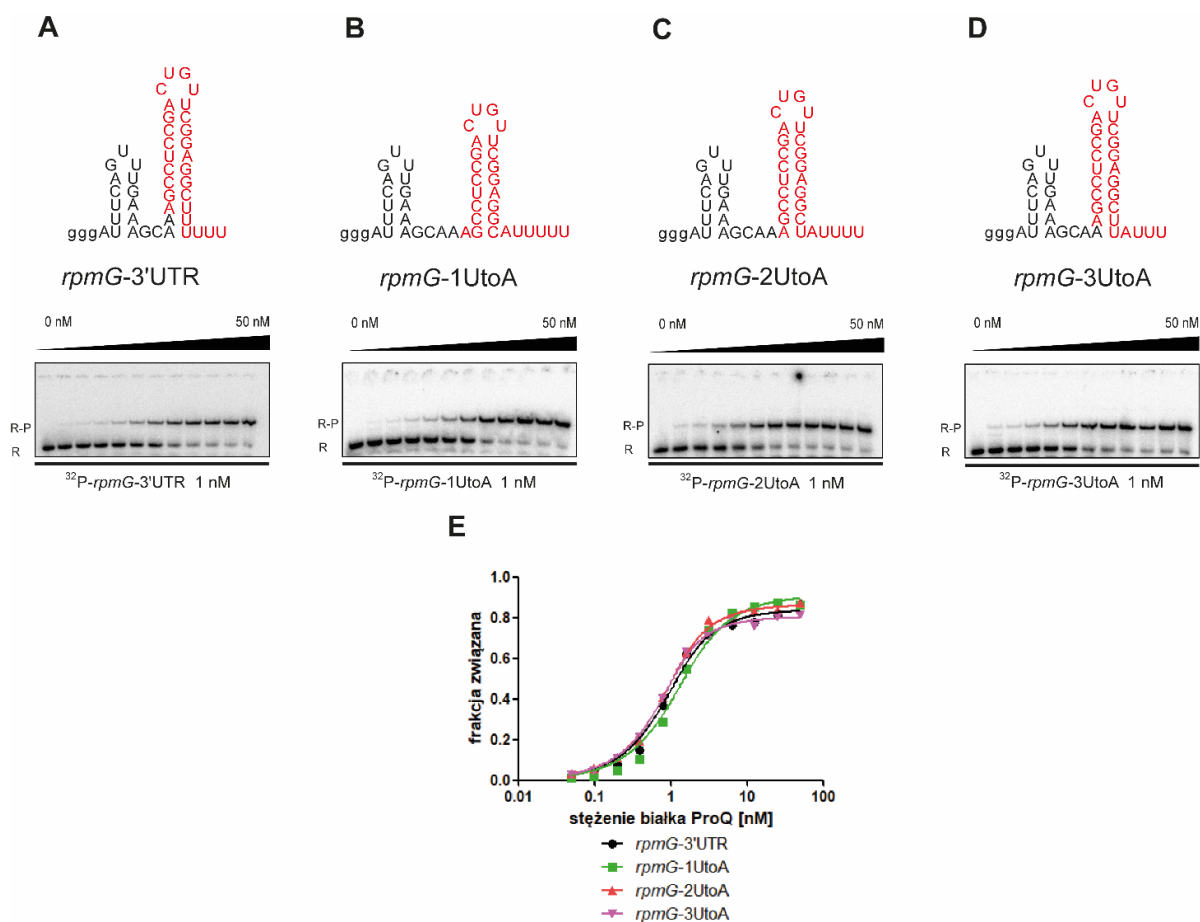 A
B
C
D
gggAUUUCAGUUUGAAAGCAAAGCCUCCGACUGUUCGGAGGCUUUUUU
gggAUUUCAGUUUGAAAGCAAAGCCUCCGACUGUUCGGAGGCAUUUUU
gggAUUUCAGUUUGAAAGCAAAGCCUCCGACUGUUCGGAGGCUAUUUU
gggAUUUCAGUUUGAAAGCAAAGCCUCCGACUGUUCGGAGGCUAUUU
rpmG-3'UTR
rpmG-1UtoA
rpmG-2UtoA
rpmG-3UtoA
0 nM 50 nM
0 nM 50 nM
0 nM 50 nM
0 nM 50 nM
R-P
R
R-P
R
R-P
R
R-P
R
32P-rpmG-3'UTR 1 nM
32P-rpmG-1UtoA 1 nM
32P-rpmG-2UtoA 1 nM
32P-rpmG-3UtoA 1 nM
E
frakcja związana
1.0
0.8
0.6
0.4
0.2
0.0
0.01 0.1 1 10 100
stężenie białka ProQ [nM]
rpmG-3'UTR
rpmG-1UtoA
rpmG-2UtoA
rpmG-3UtoA